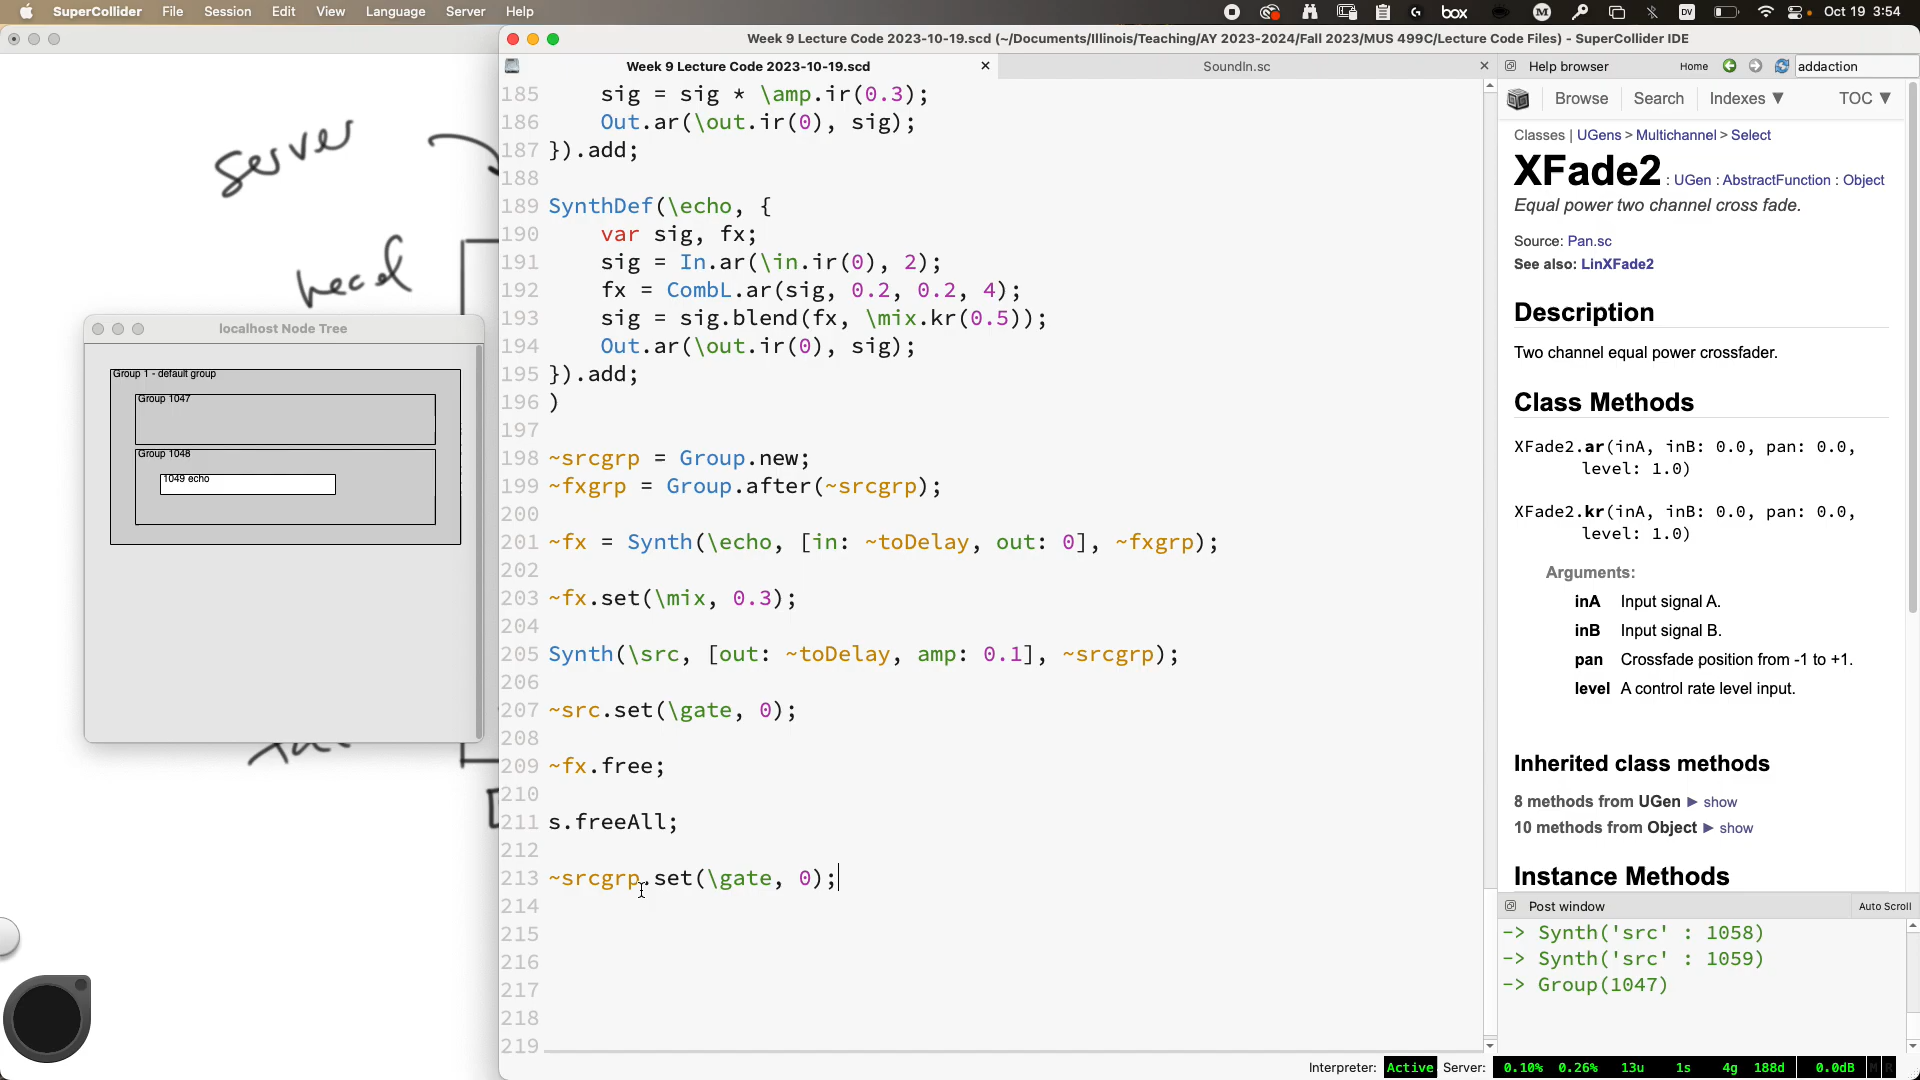 SuperCollider File Session Edit View Language Server Help box DV Oct 19 3:54
Week 9 Lecture Code 2023-10-19.scd (~/Documents/Illinois/Teaching/AY 2023-2024/Fall 2023/MUS 499C/Lecture Code Files) - SuperCollider IDE
Week 9 Lecture Code 2023-10-19.scd
SoundIn.sc
server
head
localhost Node Tree
Group 1 - default group
Group 1047
Group 1048
1049 echo
185 sig = sig * \amp.ir(0.3);
186 Out.ar(\out.ir(0), sig);
187 }).add;
188
189 SynthDef(\echo, {
190 var sig, fx;
191 sig = In.ar(\in.ir(0), 2);
192 fx = CombL.ar(sig, 0.2, 0.2, 4);
193 sig = sig.blend(fx, \mix.kr(0.5));
194 Out.ar(\out.ir(0), sig);
195 }).add;
196 )
197
198 ~srcgrp = Group.new;
199 ~fxgrp = Group.after(~srcgrp);
200
201 ~fx = Synth(\echo, [in: ~toDelay, out: 0], ~fxgrp);
202
203 ~fx.set(\mix, 0.3);
204
205 Synth(\src, [out: ~toDelay, amp: 0.1], ~srcgrp);
206
207 ~src.set(\gate, 0);
208
209 ~fx.free;
210
211 s.freeAll;
212
213 ~srcgrp.set(\gate, 0);
214
215
216
217
218
219
Help browser Home addaction
Browse Search Indexes ▼ TOC ▼
Classes | UGens > Multichannel > Select
XFade2 : UGen : AbstractFunction : Object
Equal power two channel cross fade.
Source: Pan.sc
See also: LinXFade2
Description
Two channel equal power crossfader.
Class Methods
XFade2.ar(inA, inB: 0.0, pan: 0.0,
level: 1.0)
XFade2.kr(inA, inB: 0.0, pan: 0.0,
level: 1.0)
Arguments:
inA Input signal A.
inB Input signal B.
pan Crossfade position from -1 to +1.
level A control rate level input.
Inherited class methods
8 methods from UGen ► show
10 methods from Object ► show
Instance Methods
Post window Auto Scroll
-> Synth('src' : 1058)
-> Synth('src' : 1059)
-> Group(1047)
Interpreter: Active Server: 0.10% 0.26% 13u 1s 4g 188d 0.0dB M R